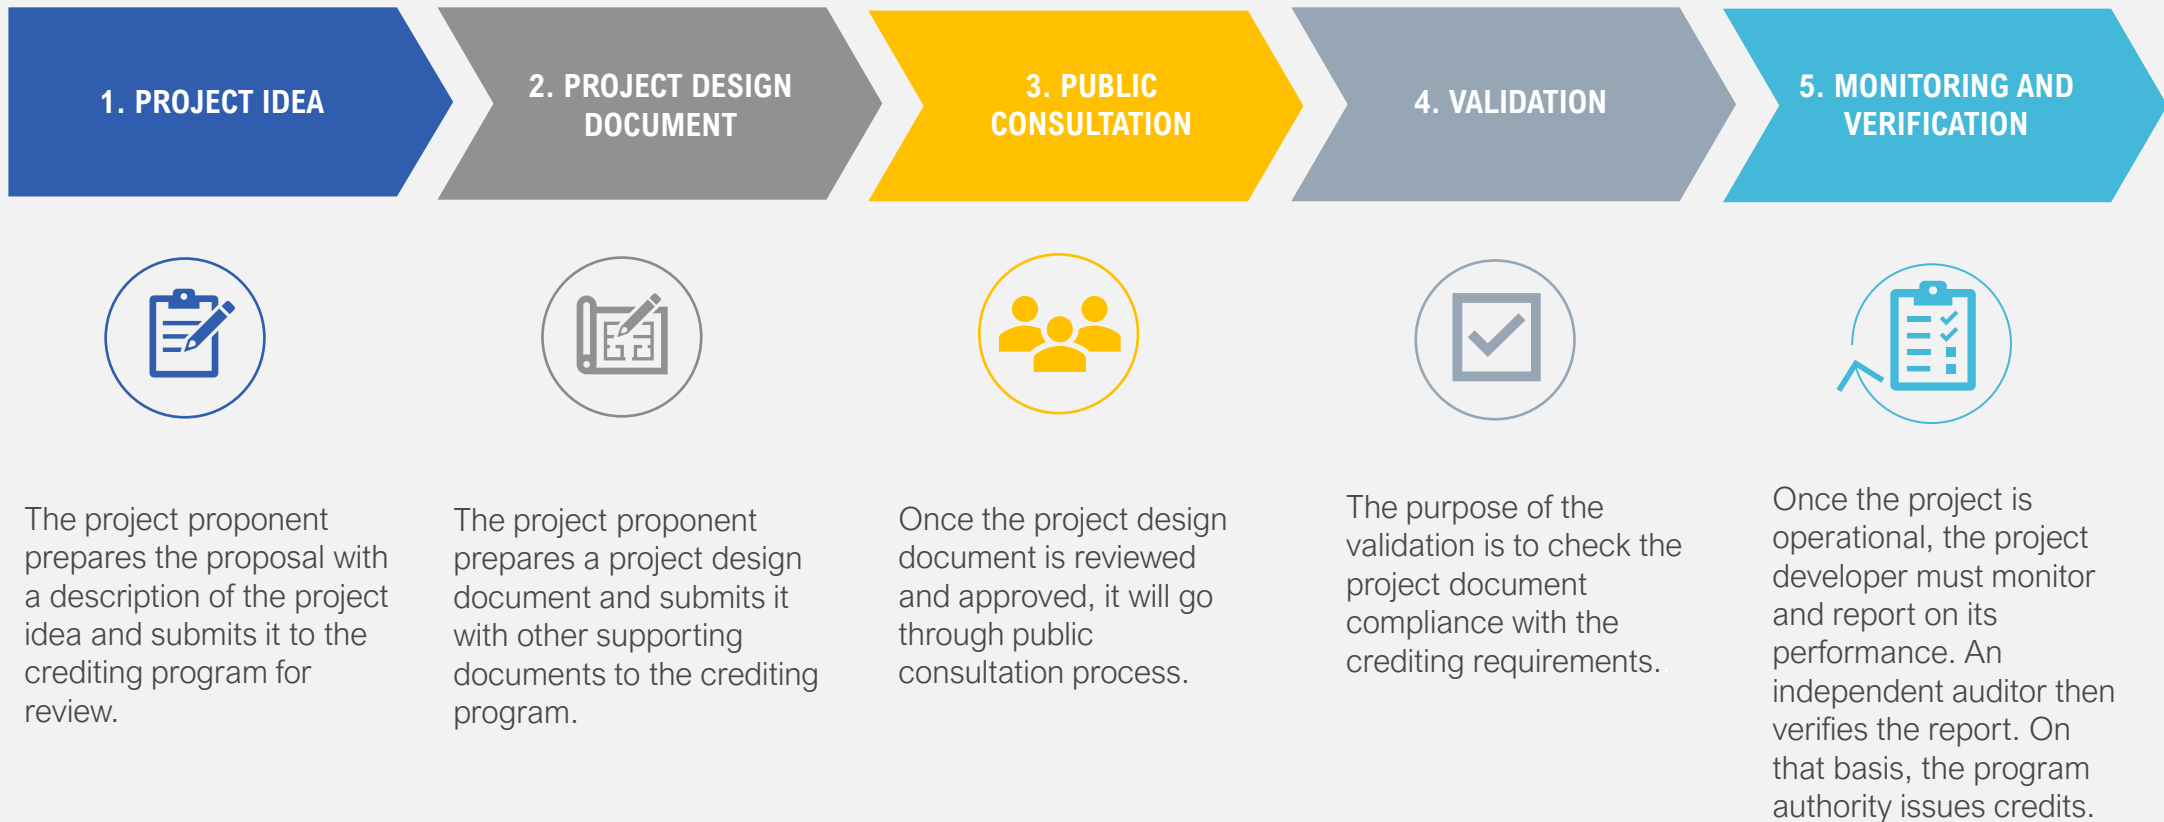 1. PROJECT IDEA
2. PROJECT DESIGN
DOCUMENT
3. PUBLIC
CONSULTATION
4. VALIDATION
5. MONITORING AND
VERIFICATION
The project proponent
prepares the proposal with
a description of the project
idea and submits it to the
crediting program for
review.
The project proponent
prepares a project design
document and submits it
with other supporting
documents to the crediting
program.
Once the project design
document is reviewed
and approved, it will go
through public
consultation process.
The purpose of the
validation is to check the
project document
compliance with the
crediting requirements.
Once the project is
operational, the project
developer must monitor
and report on its
performance. An
independent auditor then
verifies the report. On
that basis, the program
authority issues credits.